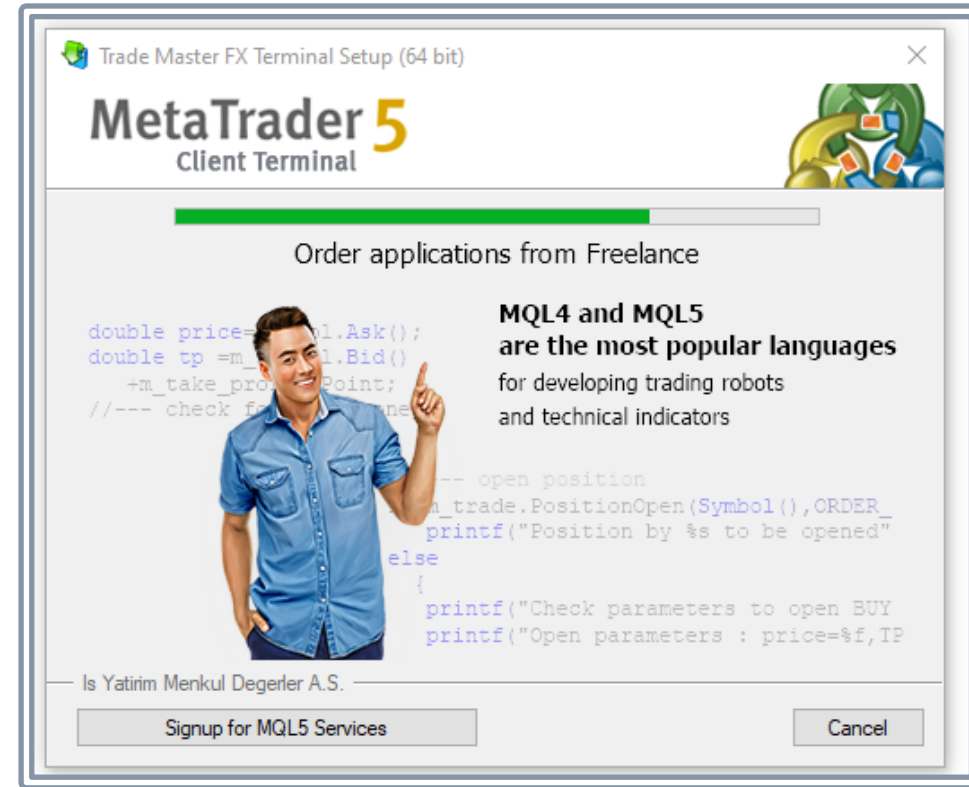 Trade Master FX Terminal Setup (64 bit)
MetaTrader 5
Client Terminal
Order applications from Freelance
MQL4 and MQL5
are the most popular languages
for developing trading robots
and technical indicators
double price= l.Ask();
double tp =m_ l.Bid()
+m_take_pro Point;
//--- check
-- open position
m_trade.PositionOpen(Symbol(),ORDER_
printf("Position by %s to be opened"
else
{
printf("Check parameters to open BUY
printf("Open parameters : price=%f,TP
Is Yatirim Menkul Degerler A.S.
Signup for MQL5 Services
Cancel